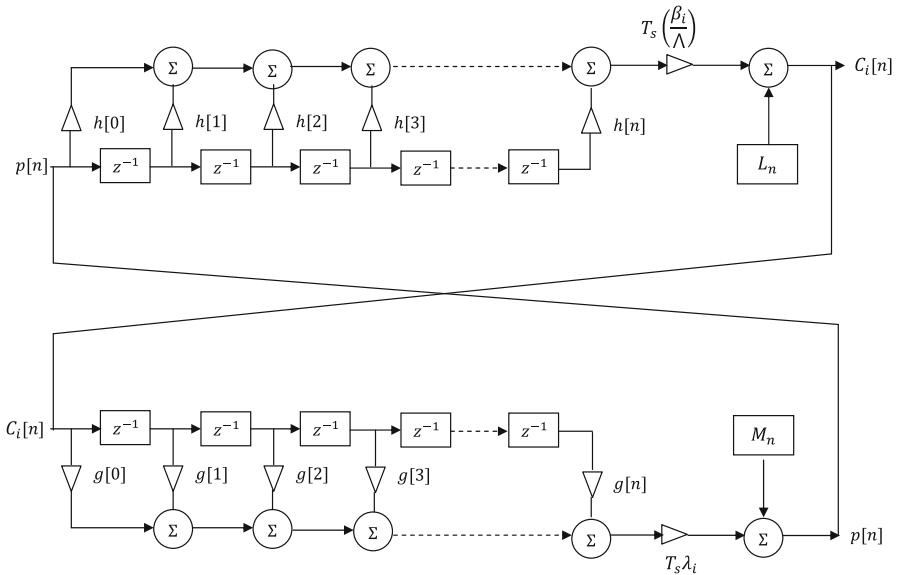 T_s (β_i / Λ)
Σ Σ Σ Σ Σ C_i[n]
h[0] h[1] h[2] h[3] h[n]
p[n] z⁻¹ z⁻¹ z⁻¹ z⁻¹ z⁻¹ L_n
C_i[n] z⁻¹ z⁻¹ z⁻¹ z⁻¹ z⁻¹ M_n
g[0] g[1] g[2] g[3] g[n]
Σ Σ Σ Σ Σ p[n]
T_s λ_i